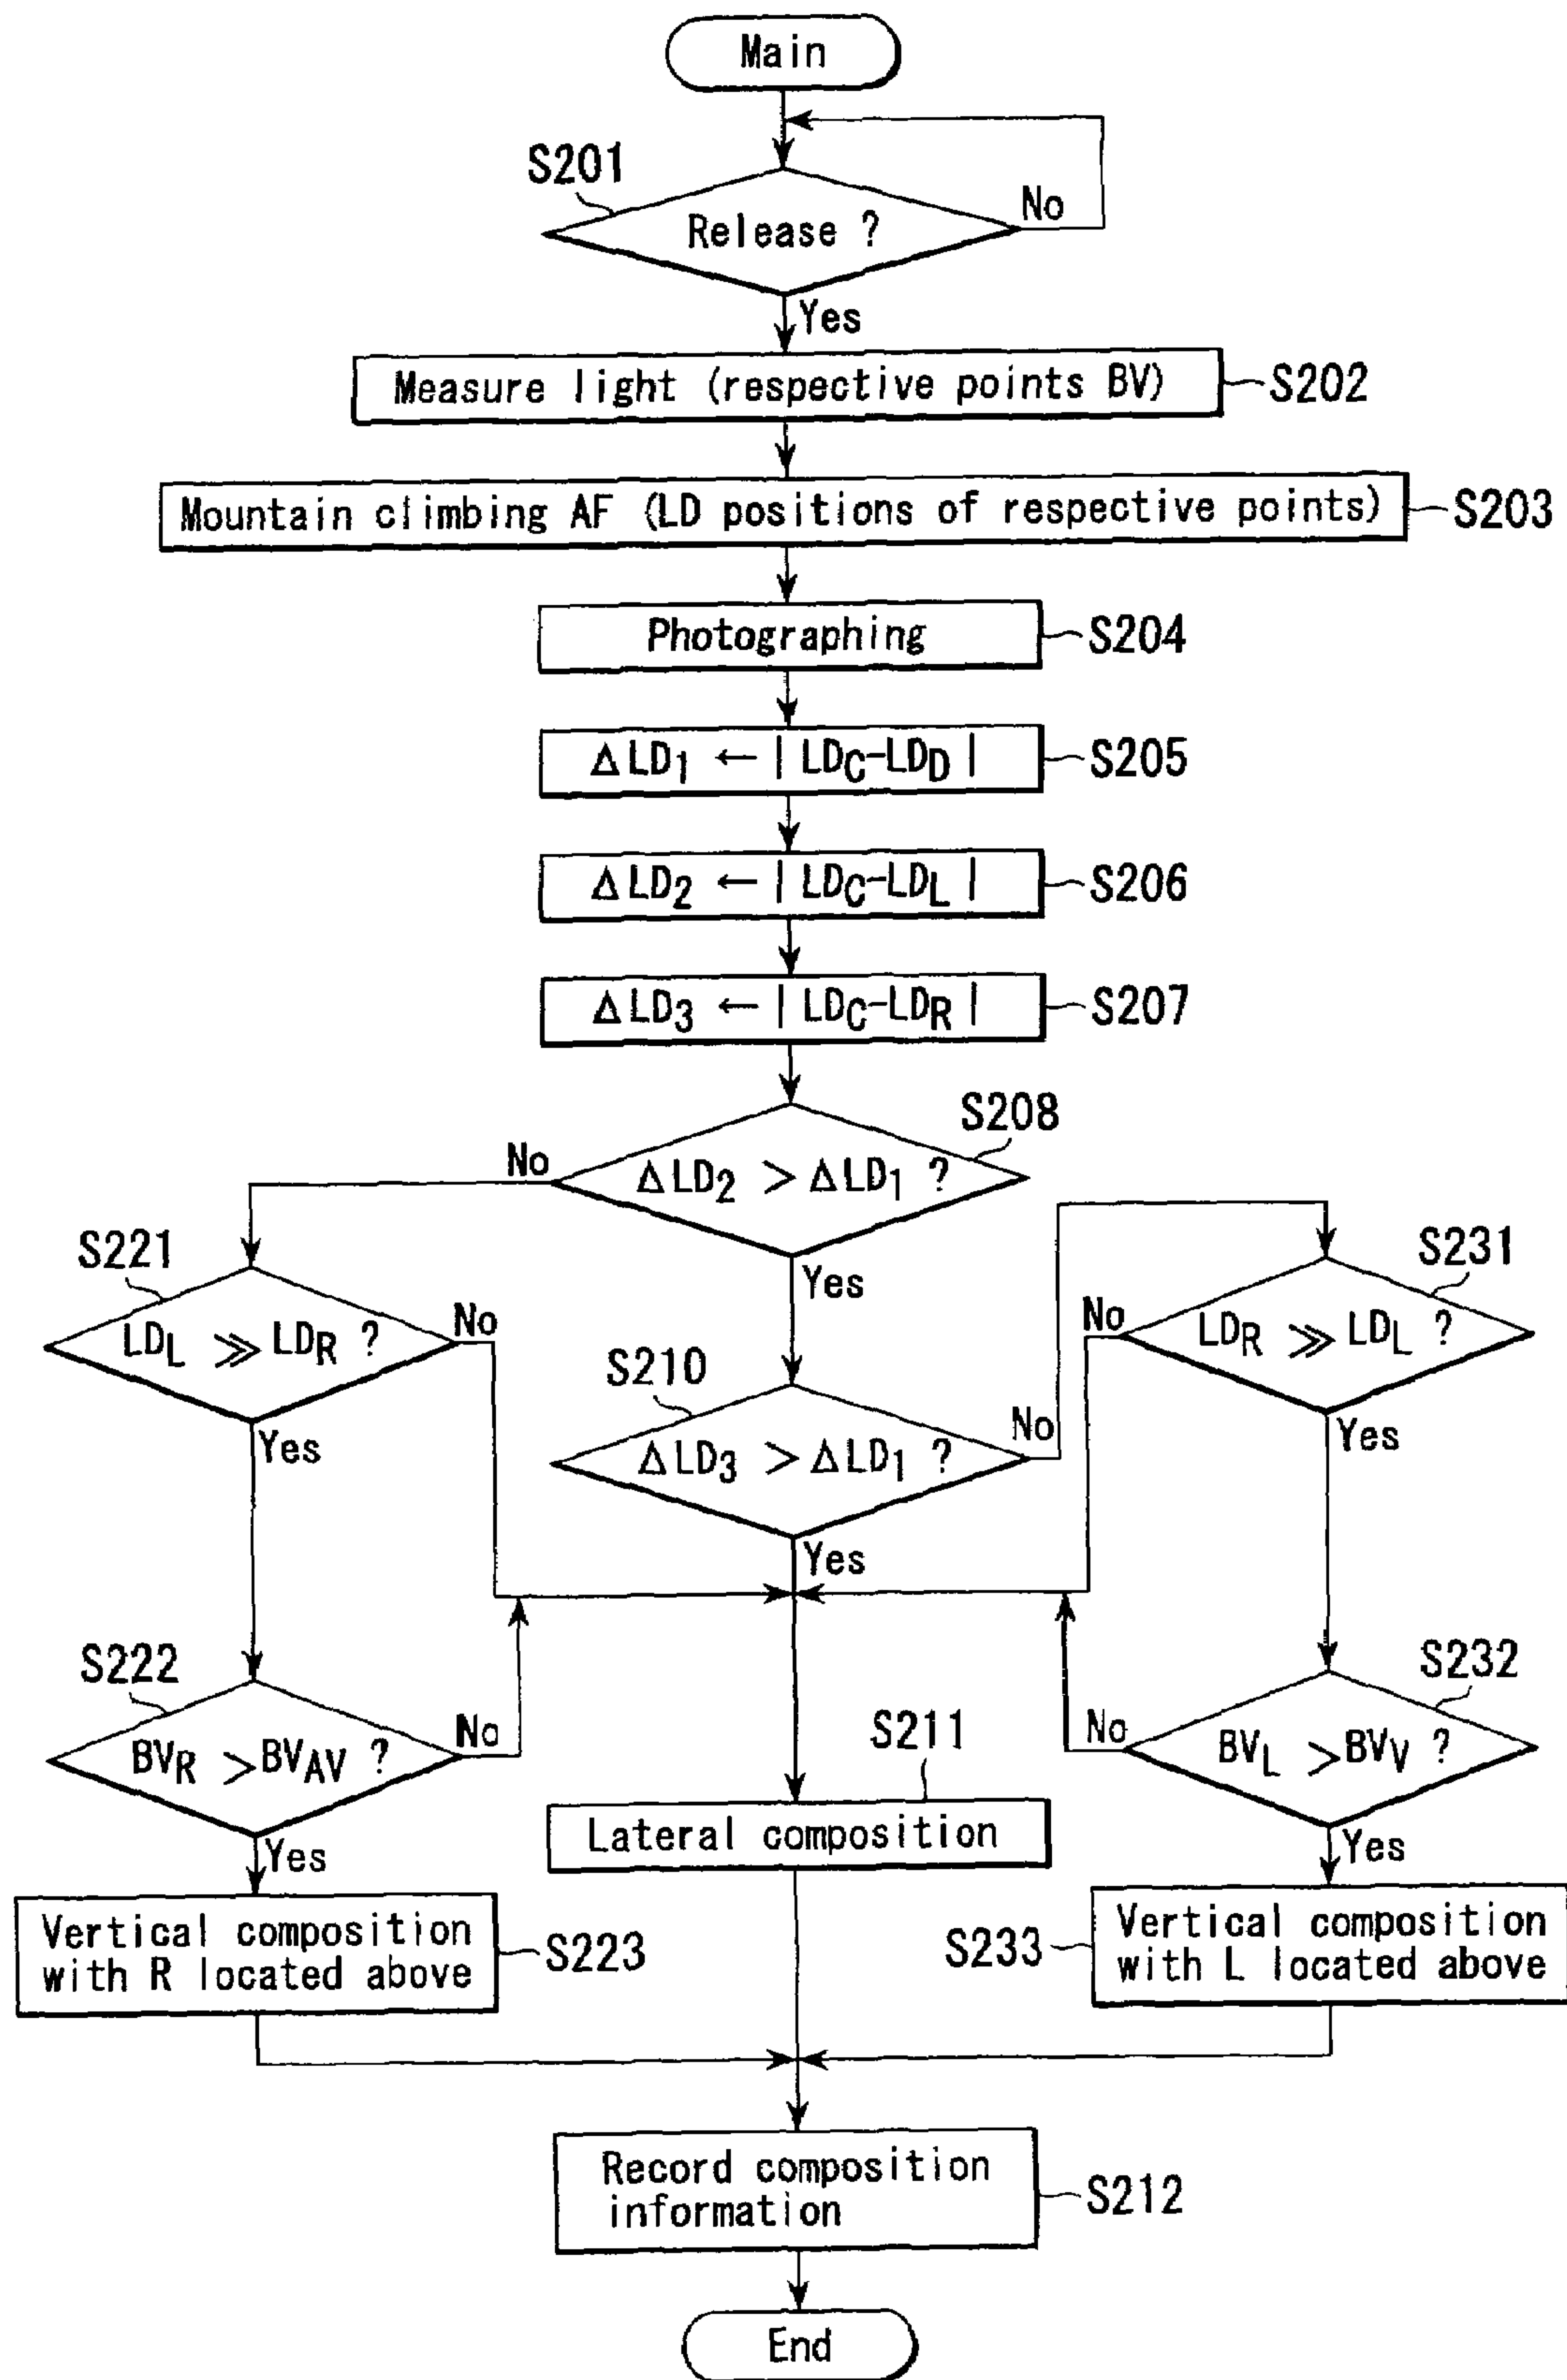 Main
S201
Release ?
No
Yes
Measure light (respective points BV)
S202
Mountain climbing AF (LD positions of respective points)
S203
Photographing
S204
ΔLD1 ← | LDC-LDD |
S205
ΔLD2 ← | LDC-LDL |
S206
ΔLD3 ← | LDC-LDR |
S207
S208
ΔLD2 > ΔLD1 ?
No
Yes
S221
LDL ≫ LDR ?
No
Yes
S231
LDR ≫ LDL ?
No
Yes
S210
ΔLD3 > ΔLD1 ?
No
Yes
S222
BVR > BVAV ?
No
Yes
S232
BVL > BVV ?
No
Yes
S211
Lateral composition
Vertical composition
with R located above
S223
S233
Vertical composition
with L located above
Record composition
information
S212
End